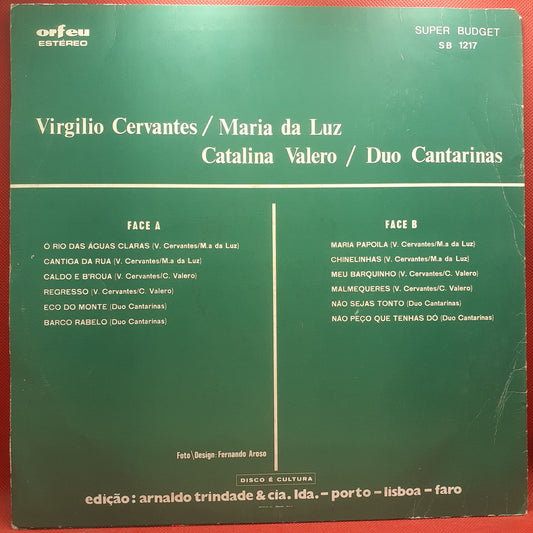 orfeu
ESTÉREO
SUPER BUDGET
SB 1217
Virgilio Cervantes / Maria da Luz
Catalina Valero / Duo Cantarinas
FACE A
Ó RIO DAS ÁGUAS CLARAS (V. Cervantes/M.a da Luz)
CANTIGA DA RUA (V. Cervantes/M.a da Luz)
CALDO E B'ROUA (V. Cervantes/C. Valero)
REGRESSO (V. Cervantes/C. Valero)
ECO DO MONTE (Duo Cantarinas)
BARCO RABELO (Duo Cantarinas)
FACE B
MARIA PAPOILA (V. Cervantes/M.a da Luz)
CHINELINHAS (V. Cervantes/M.a da Luz)
MEU BARQUINHO (V. Cervantes/C. Valero)
MALMEQUERES (V. Cervantes/C. Valero)
NÃO SEJAS TONTO (Duo Cantarinas)
NÃO PEÇO QUE TENHAS DÓ (Duo Cantarinas)
Foto\Design: Fernando Aroso
DISCO É CULTURA
edição: arnaldo trindade & cia. lda. – porto – lisboa – faro